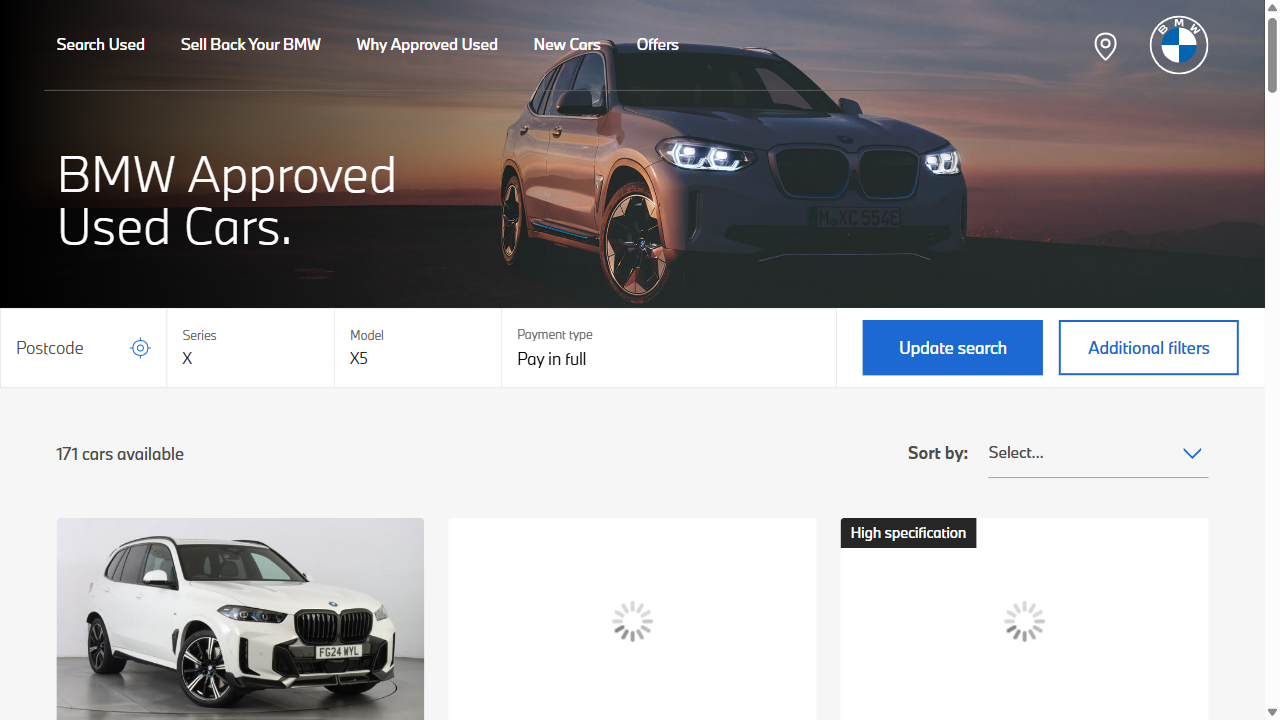 Search Used
Sell Back Your BMW
Why Approved Used
New Cars
Offers
BMW
BMW Approved
Used Cars.
M·XC 554E
Postcode
Series
X
Model
X5
Payment type
Pay in full
Update search
Additional filters
171 cars available
Sort by:
Select...
High specification
FG24 WYL